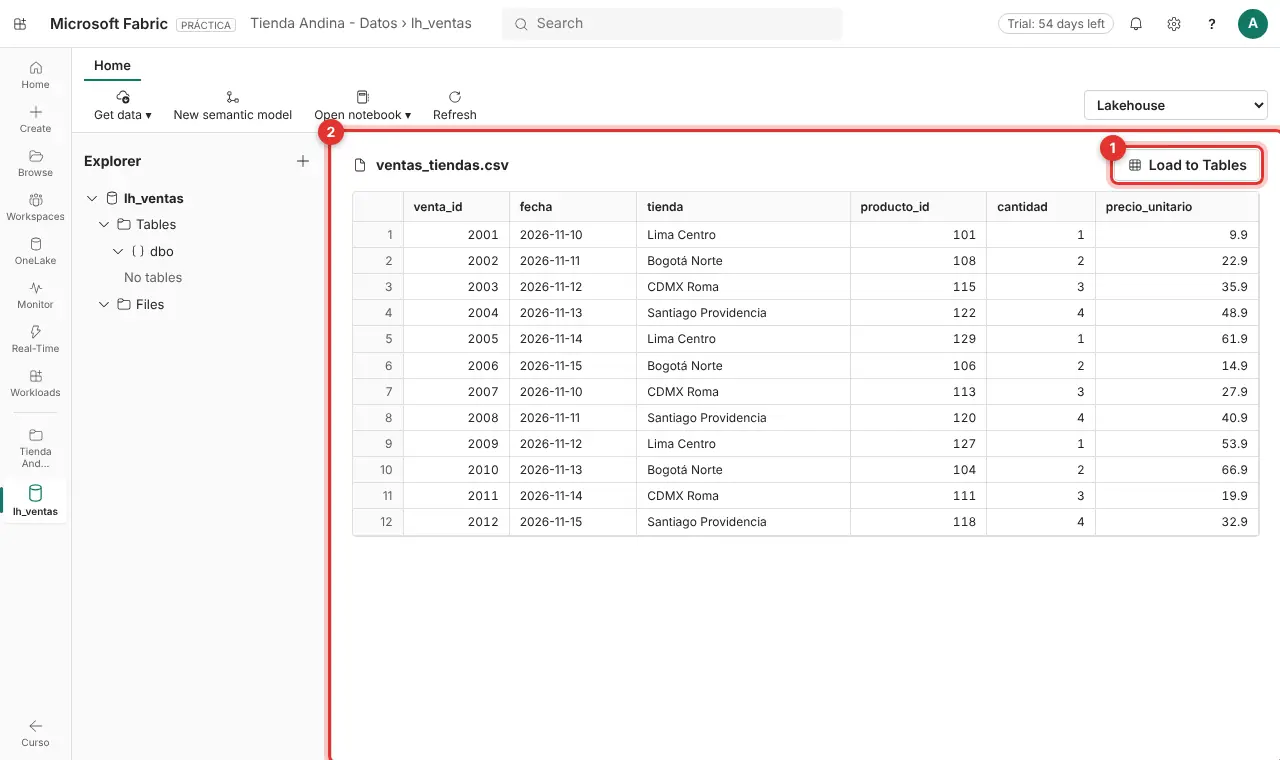 Microsoft Fabric PRÁCTICA Tienda Andina - Datos › lh_ventas Search Trial: 54 days left ? A
Home
Create
Browse
Workspaces
OneLake
Monitor
Real-Time
Workloads
Tienda
And...
lh_ventas
Curso
Home
Get data ▾ New semantic model Open notebook ▾ Refresh Lakehouse
Explorer
lh_ventas
Tables
dbo
No tables
Files
2
1
ventas_tiendas.csv Load to Tables
venta_id fecha tienda producto_id cantidad precio_unitario
1 2001 2026-11-10 Lima Centro 101 1 9.9
2 2002 2026-11-11 Bogotá Norte 108 2 22.9
3 2003 2026-11-12 CDMX Roma 115 3 35.9
4 2004 2026-11-13 Santiago Providencia 122 4 48.9
5 2005 2026-11-14 Lima Centro 129 1 61.9
6 2006 2026-11-15 Bogotá Norte 106 2 14.9
7 2007 2026-11-10 CDMX Roma 113 3 27.9
8 2008 2026-11-11 Santiago Providencia 120 4 40.9
9 2009 2026-11-12 Lima Centro 127 1 53.9
10 2010 2026-11-13 Bogotá Norte 104 2 66.9
11 2011 2026-11-14 CDMX Roma 111 3 19.9
12 2012 2026-11-15 Santiago Providencia 118 4 32.9